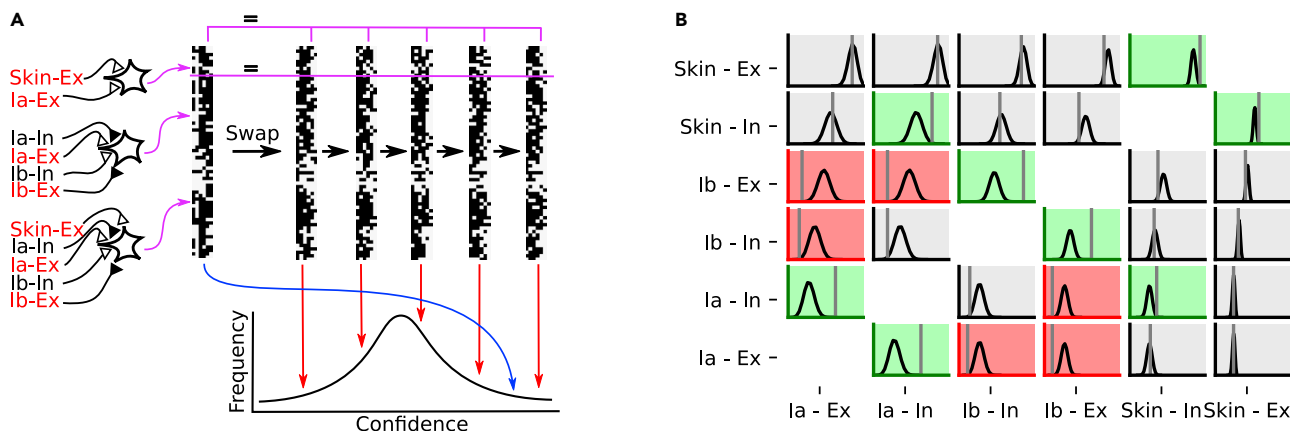 A
=
=
Skin-Ex
Ia-Ex
Ia-In
Ia-Ex
Ib-In
Ib-Ex
Skin-Ex
Ia-In
Ia-Ex
Ib-In
Ib-Ex
Swap
Frequency
Confidence
B
Skin - Ex
Skin - In
Ib - Ex
Ib - In
Ia - In
Ia - Ex
Ia - Ex Ia - In Ib - In Ib - Ex Skin - In Skin - Ex